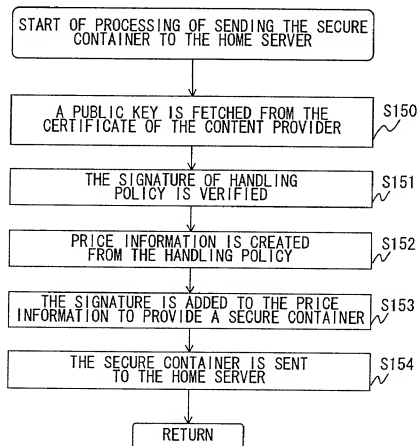 START OF PROCESSING OF SENDING THE SECURE
CONTAINER TO THE HOME SERVER
A PUBLIC KEY IS FETCHED FROM THE
CERTIFICATE OF THE CONTENT PROVIDER
S150
THE SIGNATURE OF HANDLING
POLICY IS VERIFIED
S151
PRICE INFORMATION IS CREATED
FROM THE HANDLING POLICY
S152
THE SIGNATURE IS ADDED TO THE PRICE
INFORMATION TO PROVIDE A SECURE CONTAINER
S153
THE SECURE CONTAINER IS SENT
TO THE HOME SERVER
S154
RETURN